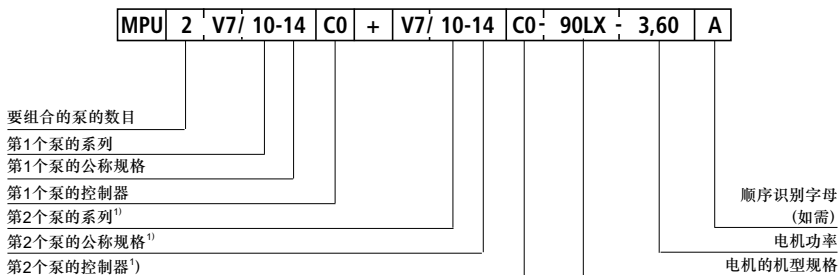 MPU 2 V7/ 10-14 C0 + V7/ 10-14 C0- 90LX - 3,60 A
要组合的泵的数目
第1个泵的系列
第1个泵的公称规格
第1个泵的控制器
第2个泵的系列1)
第2个泵的公称规格1)
第2个泵的控制器1)
顺序识别字母
(如需)
电机功率
电机的机型规格